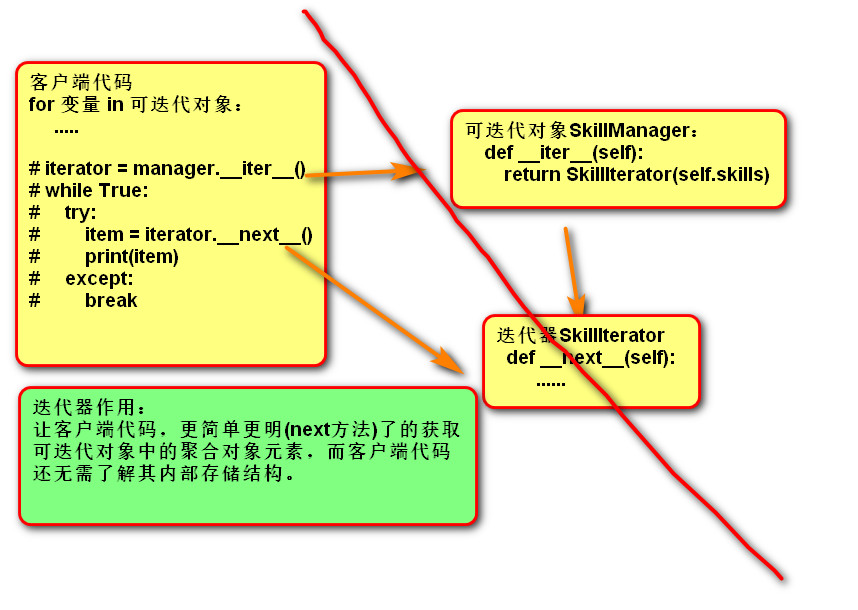 客户端代码
for 变量 in 可迭代对象：
.....
# iterator = manager.__iter__()
# while True:
#     try:
#         item = iterator.__next__()
#         print(item)
#     except:
#         break
可迭代对象SkillManager：
def __iter__(self):
return SkillIterator(self.skills)
迭代器SkillIterator
def __next__(self):
......
迭代器作用：
让客户端代码，更简单更明(next方法)了的获取
可迭代对象中的聚合对象元素，而客户端代码
还无需了解其内部存储结构。